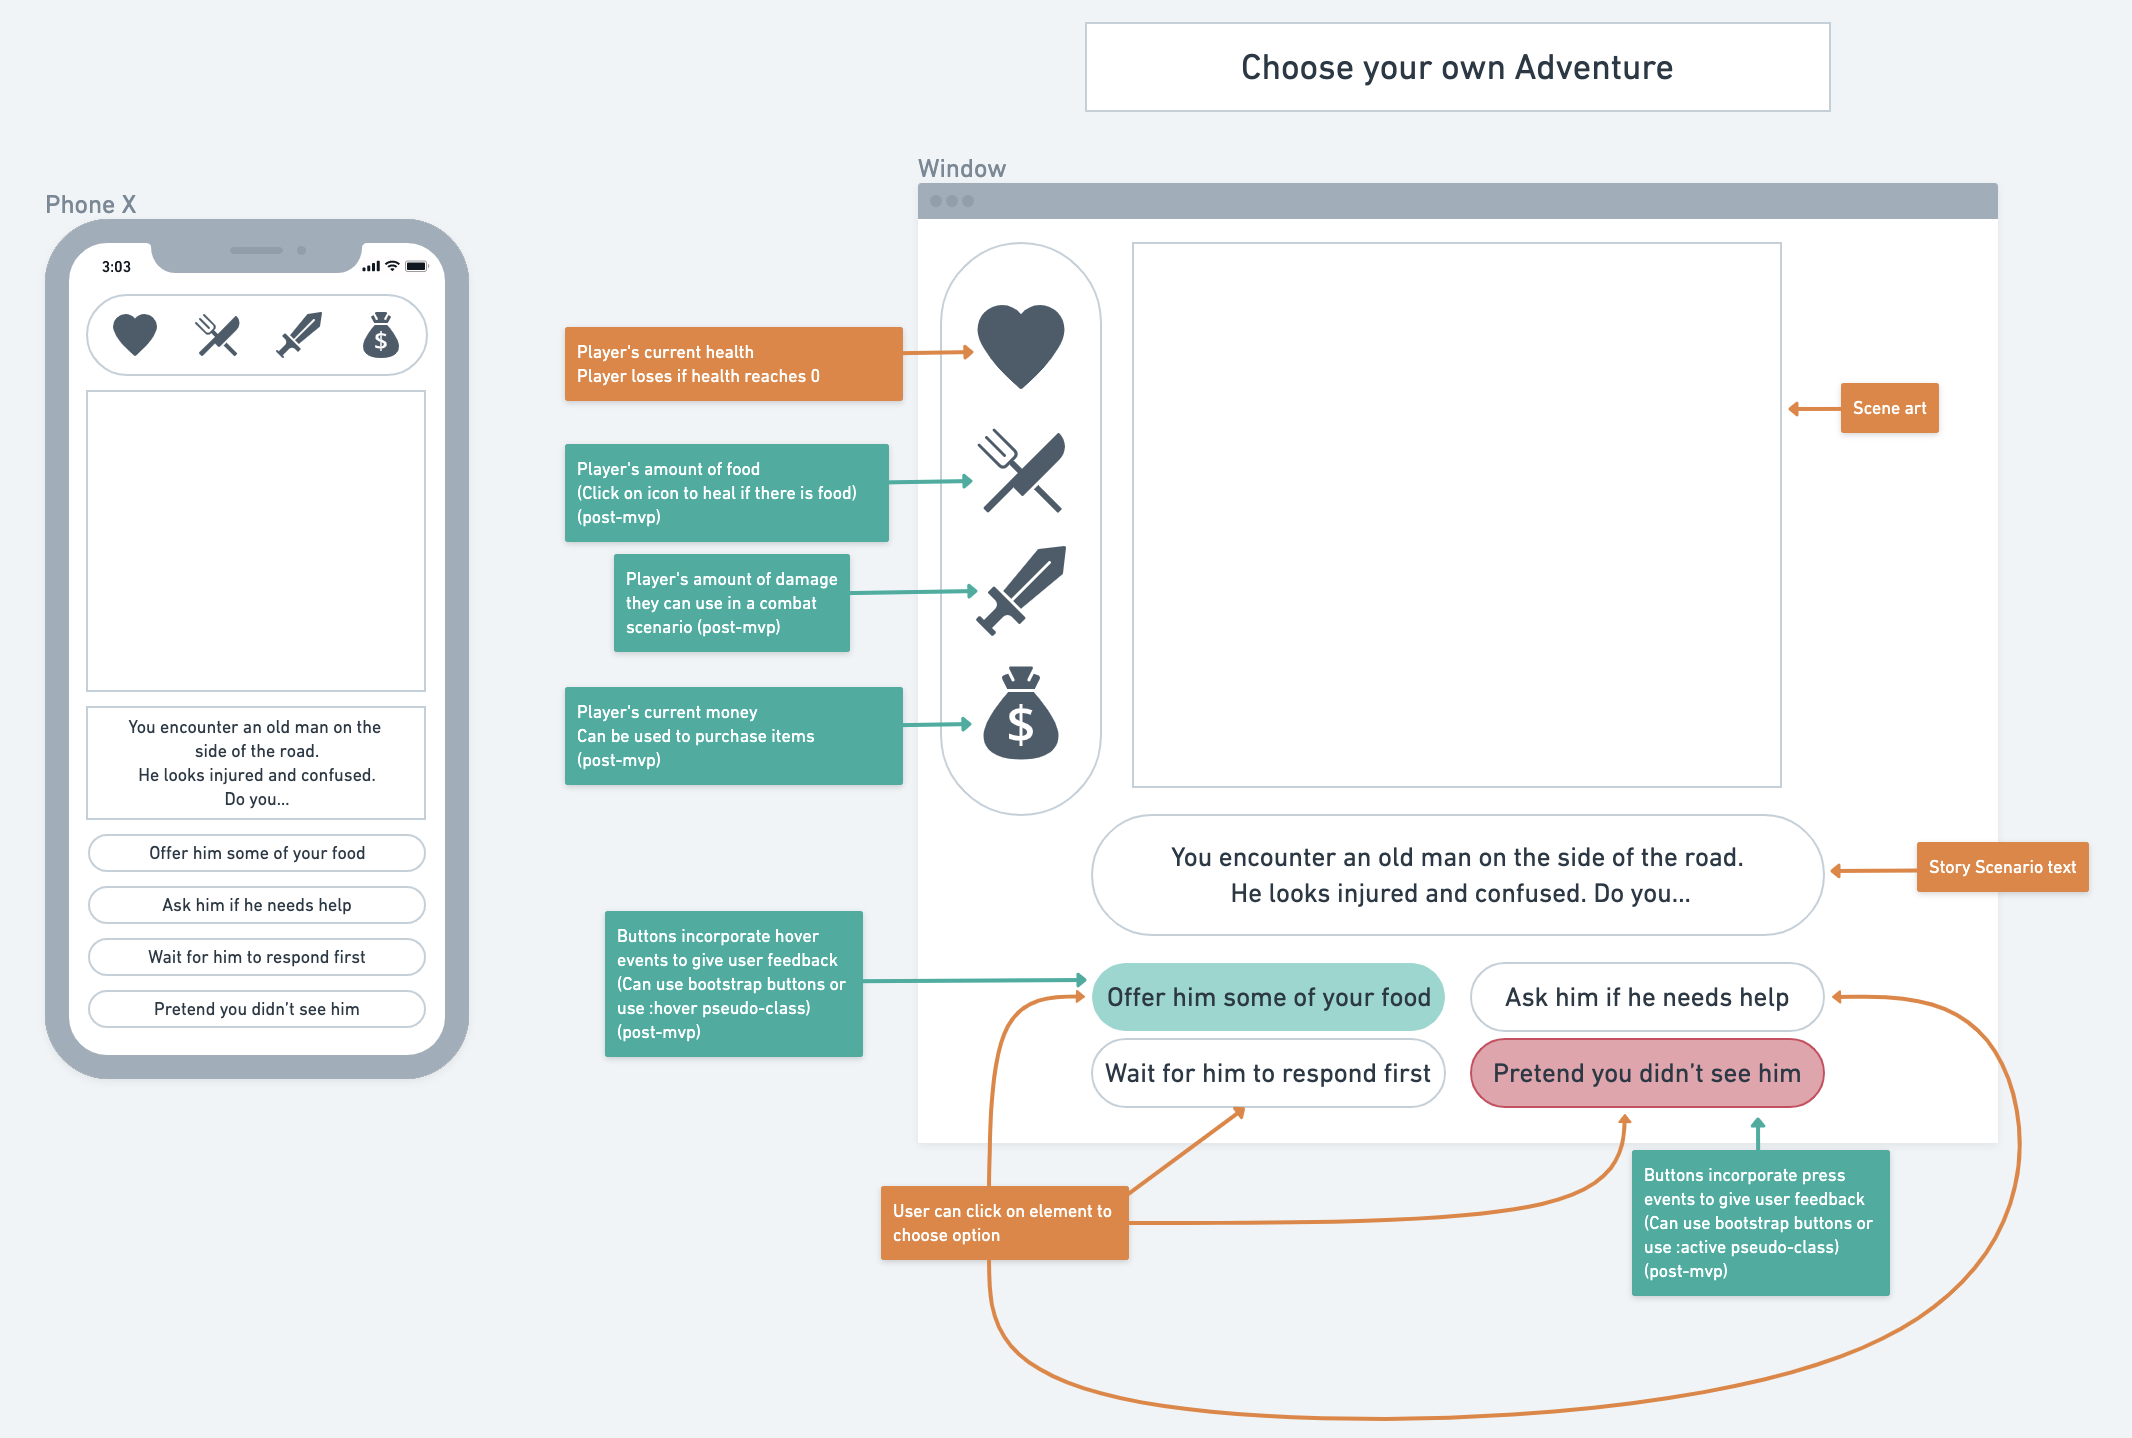 Choose your own Adventure
Phone X
3:03
$
You encounter an old man on the
side of the road.
He looks injured and confused.
Do you...
Offer him some of your food
Ask him if he needs help
Wait for him to respond first
Pretend you didn't see him
Window
Player's current health
Player loses if health reaches 0
Player's amount of food
(Click on icon to heal if there is food)
(post-mvp)
Player's amount of damage
they can use in a combat
scenario (post-mvp)
Player's current money
Can be used to purchase items
(post-mvp)
$
Scene art
You encounter an old man on the side of the road.
He looks injured and confused. Do you...
Story Scenario text
Buttons incorporate hover
events to give user feedback
(Can use bootstrap buttons or
use :hover pseudo-class)
(post-mvp)
Offer him some of your food
Ask him if he needs help
Wait for him to respond first
Pretend you didn't see him
User can click on element to
choose option
Buttons incorporate press
events to give user feedback
(Can use bootstrap buttons or
use :active pseudo-class)
(post-mvp)